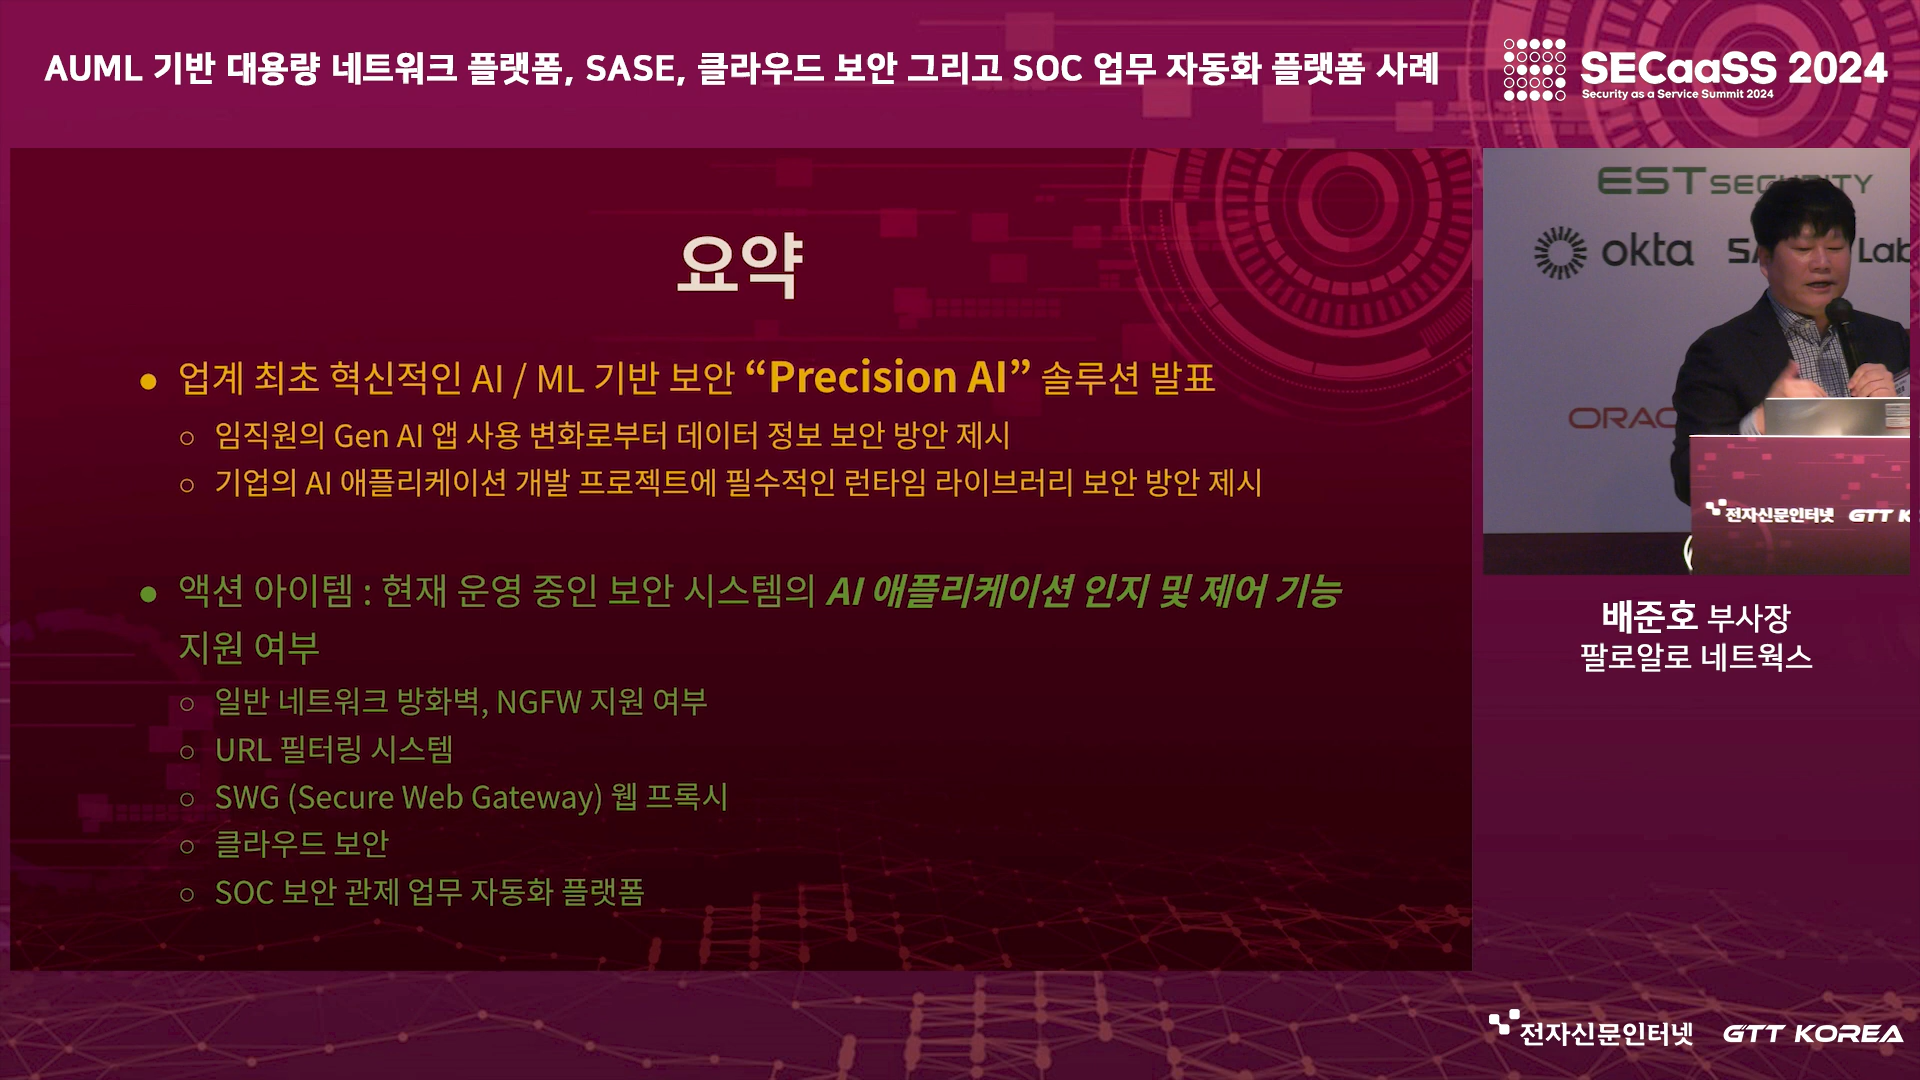 AUML 기반 대용량 네트워크 플랫폼, SASE, 클라우드 보안 그리고 SOC 업무 자동화 플랫폼 사례
SECaaSS 2024
Security as a Service Summit 2024
요약
● 업계 최초 혁신적인 AI / ML 기반 보안 “Precision AI” 솔루션 발표
○ 임직원의 Gen AI 앱 사용 변화로부터 데이터 정보 보안 방안 제시
○ 기업의 AI 애플리케이션 개발 프로젝트에 필수적인 런타임 라이브러리 보안 방안 제시
● 액션 아이템 : 현재 운영 중인 보안 시스템의 AI 애플리케이션 인지 및 제어 기능
지원 여부
○ 일반 네트워크 방화벽, NGFW 지원 여부
○ URL 필터링 시스템
○ SWG (Secure Web Gateway) 웹 프록시
○ 클라우드 보안
○ SOC 보안 관제 업무 자동화 플랫폼
EST SECURITY
okta
Lab
ORAC
전자신문인터넷 GTT K
배준호 부사장
팔로알로 네트웍스
전자신문인터넷 GTT KOREA